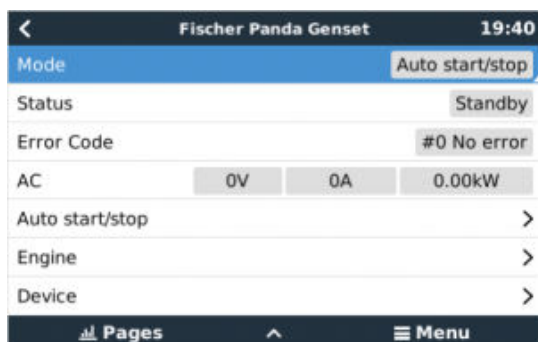 Fischer Panda Genset 19:40
Mode Auto start/stop
Status Standby
Error Code #0 No error
AC 0V 0A 0.00kW
Auto start/stop
Engine
Device
Pages Menu